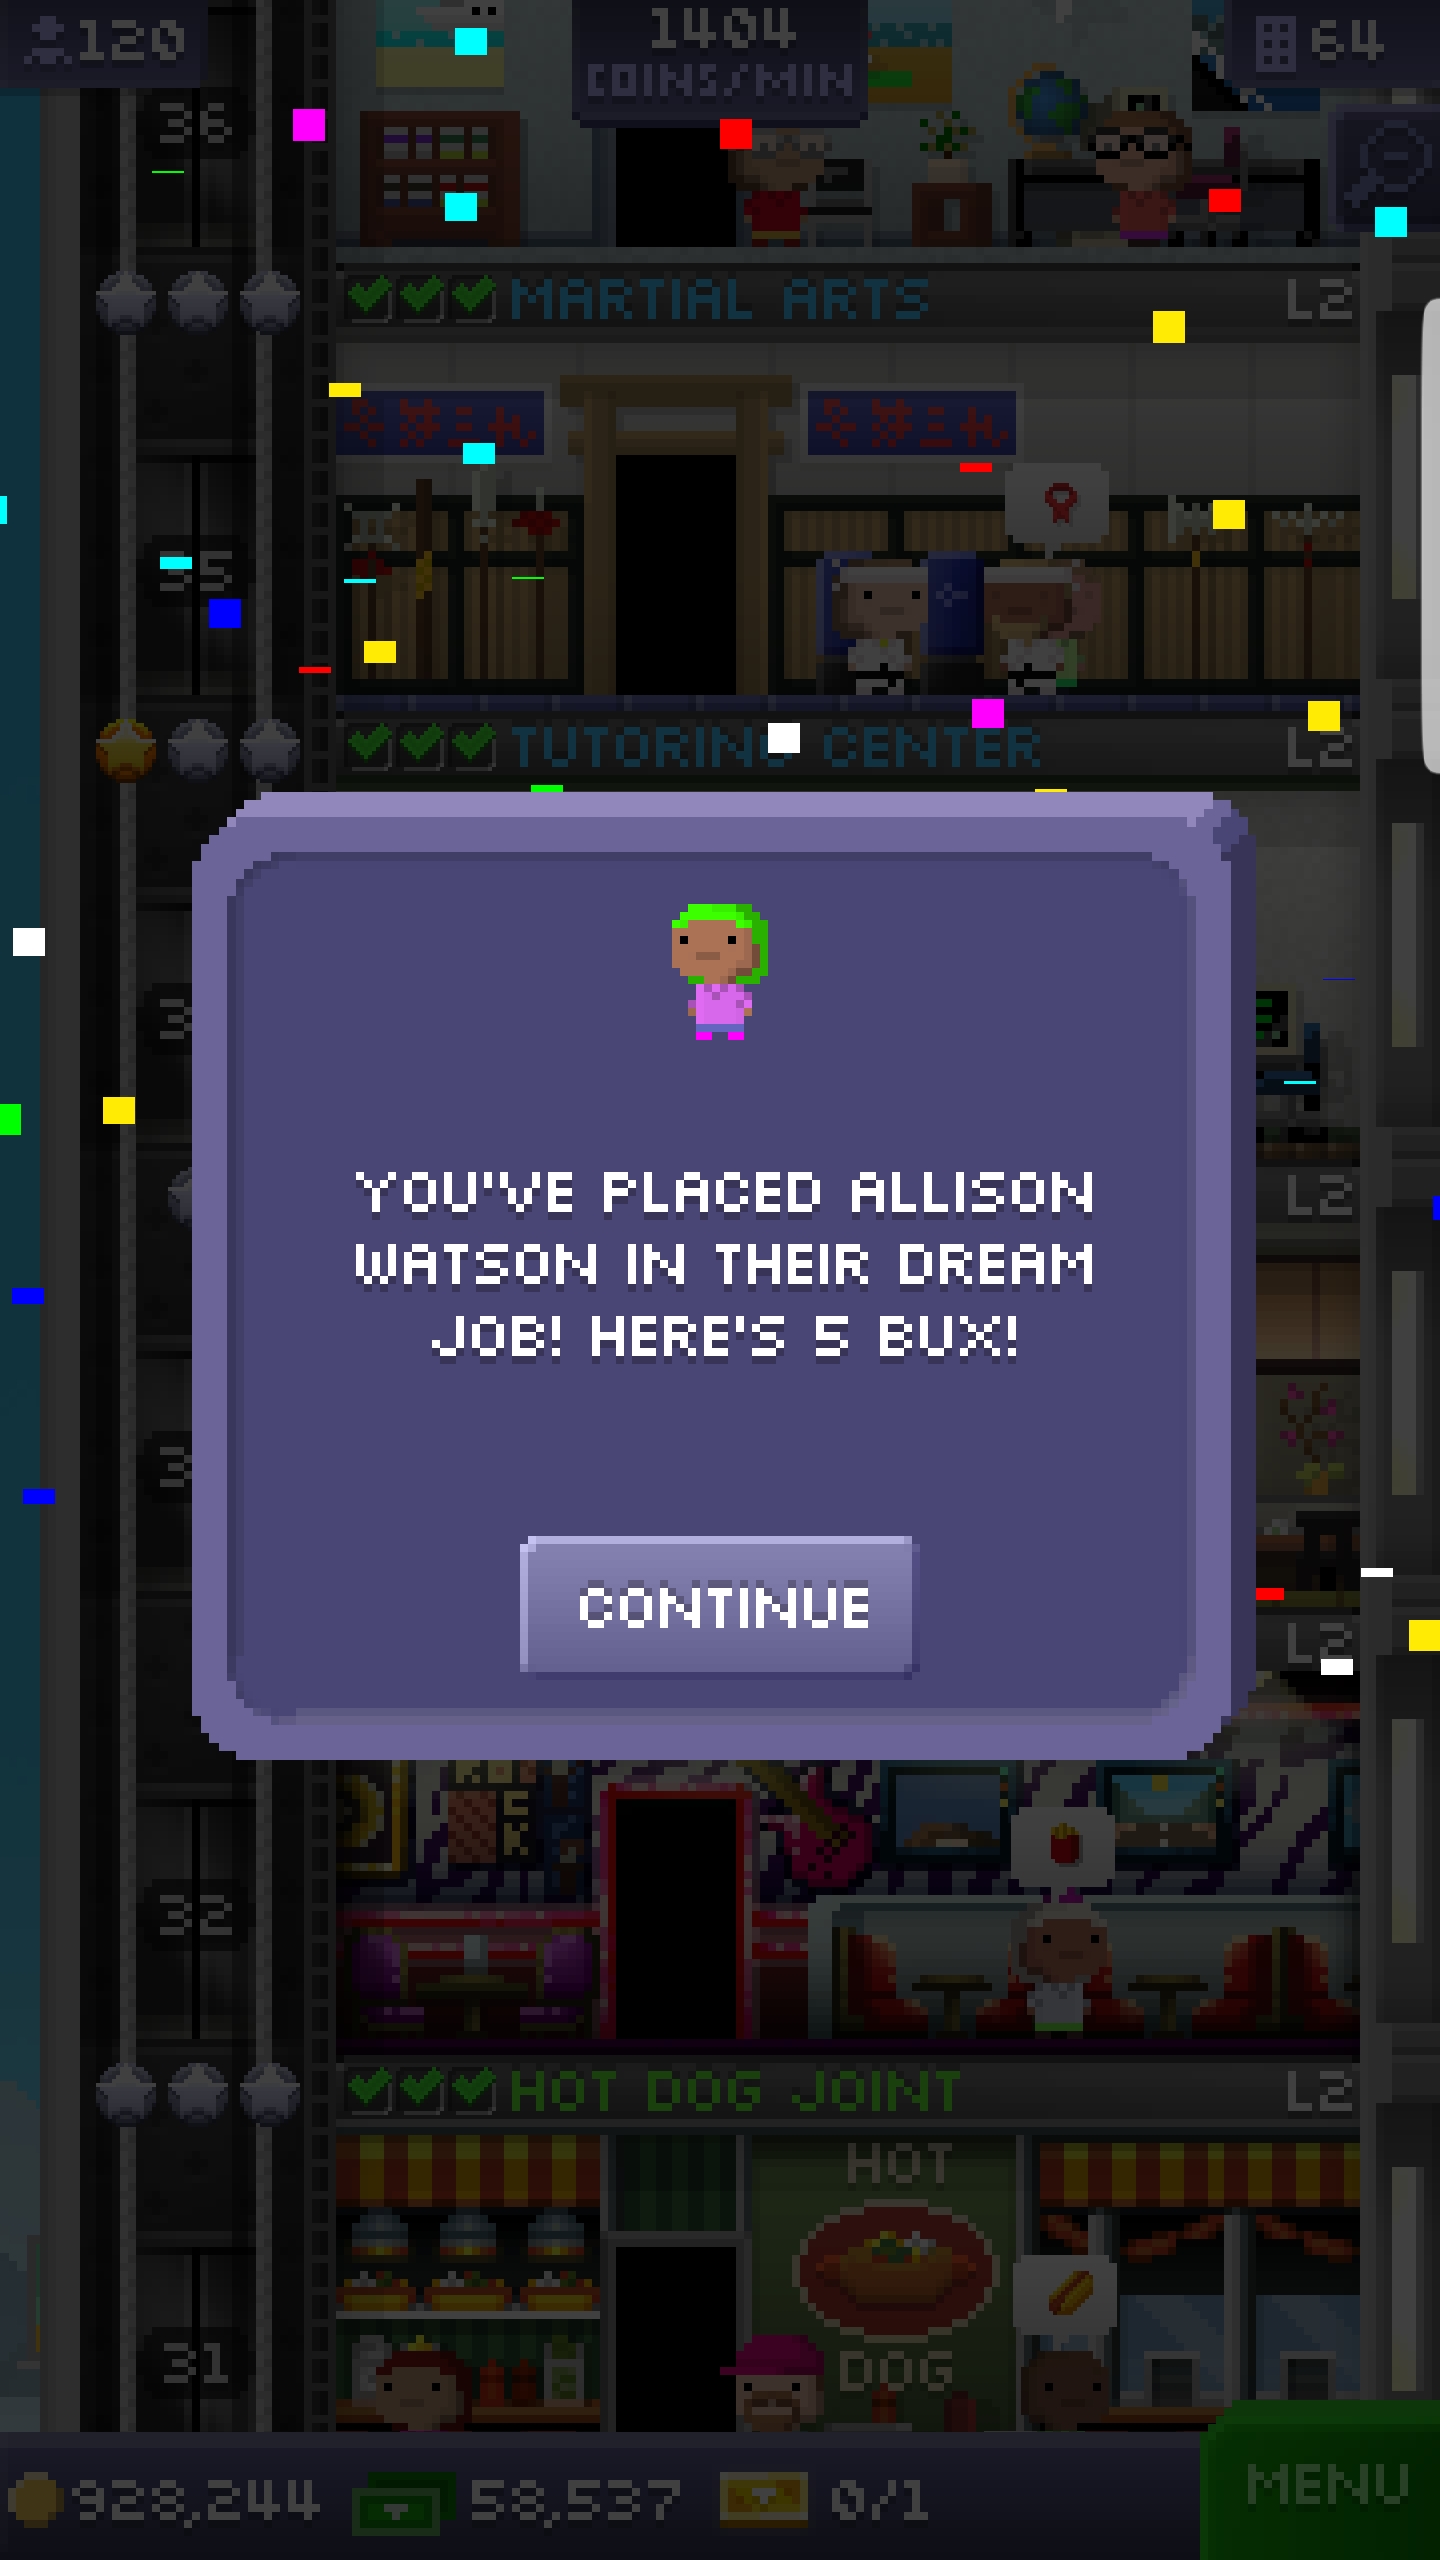 120
1404
COINS/MIN
64
36
MARTIAL ARTS
L2
35
TUTORING CENTER
L2
YOU'VE PLACED ALLISON
WATSON IN THEIR DREAM
JOB! HERE'S 5 BUX!
L2
CONTINUE
L2
32
HOT DOG JOINT
L2
HOT
DOG
31
928,244
58,537
0/1
MENU